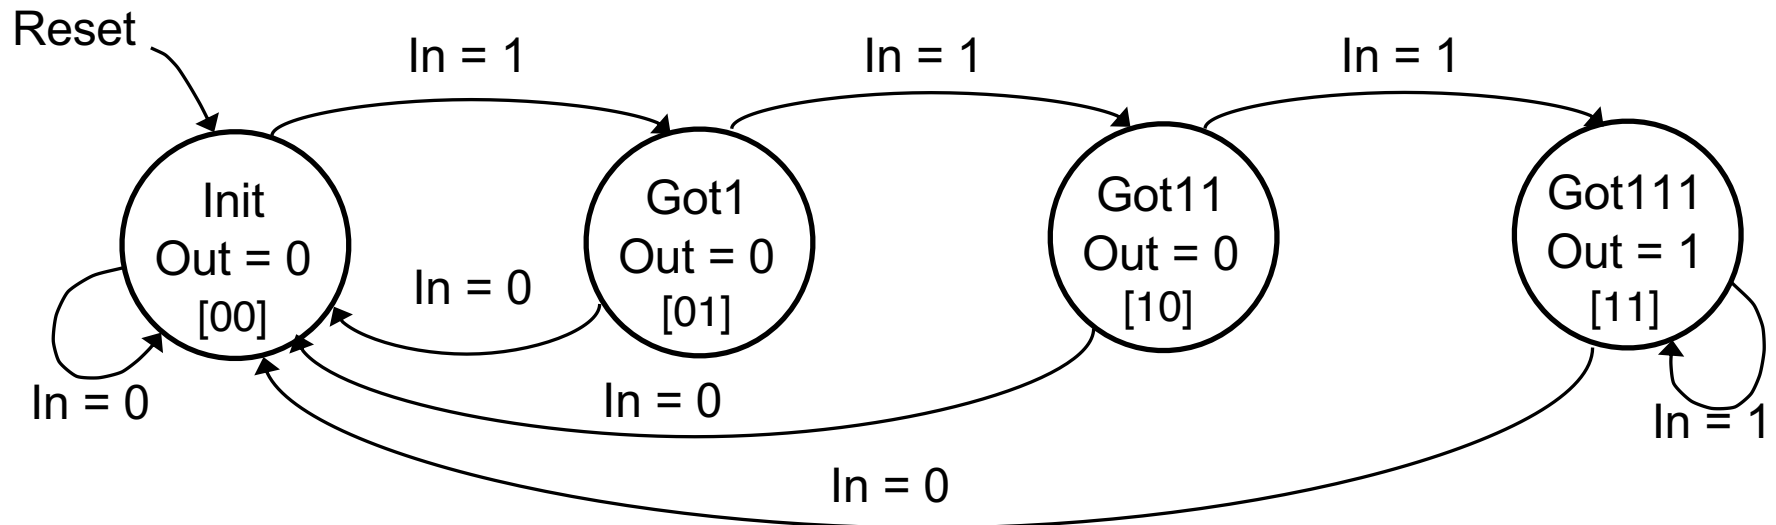 Reset
In = 1
In = 1
In = 1
Init
Out = 0
[00]
Got1
Out = 0
[01]
Got11
Out = 0
[10]
Got111
Out = 1
[11]
In = 0
In = 0
In = 0
In = 1
In = 0